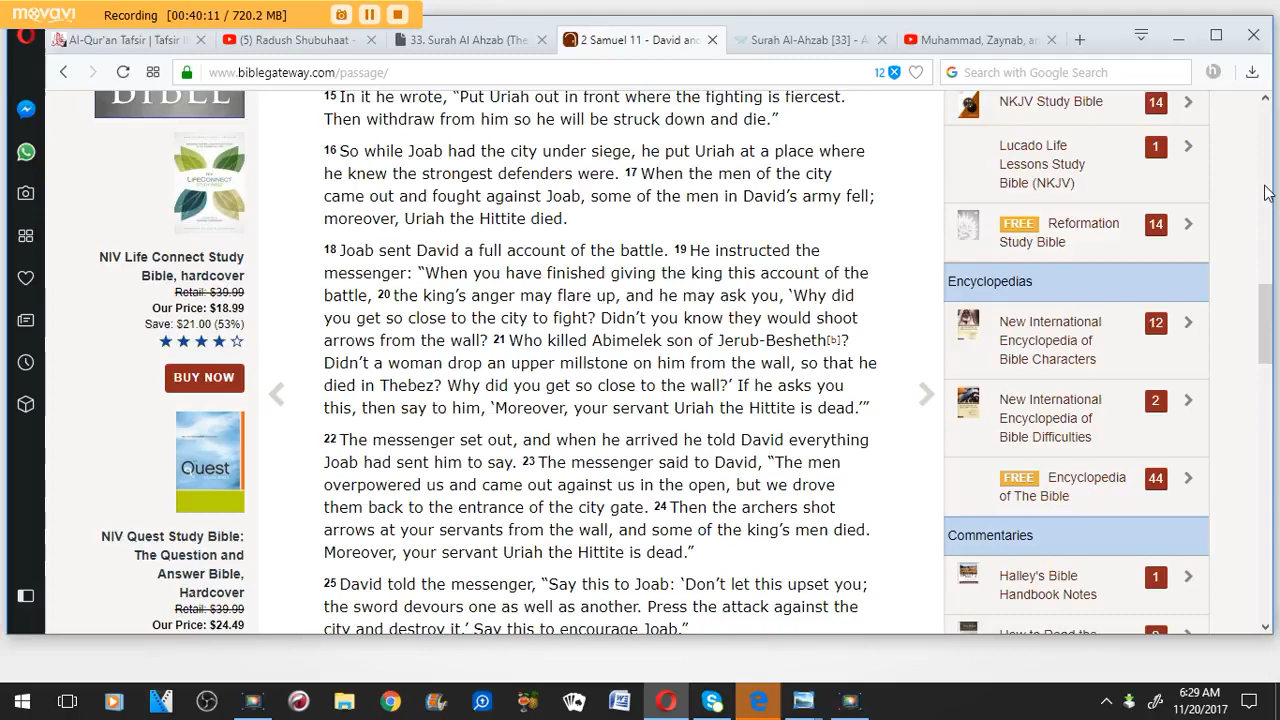 movavi
Recording [ 00:40:11 / 720.2 MB ]
Al-Qur'an Tafsir | Tafsir I
(5) Radush Shubuhaat -
33. Surah Al Ahzab (The
2 Samuel 11 - David and
Surah Al-Ahzab [33] - A
Muhammad, Zaynab, an
www.biblegateway.com/passage/
12
Search with Google Search
BIBLE
NIV Life Connect Study
Bible, hardcover
Retail: $39.99
Our Price: $18.99
Save: $21.00 (53%)
BUY NOW
Quest
NIV Quest Study Bible:
The Question and
Answer Bible,
Hardcover
Retail: $39.99
Our Price: $24.49
15 In it he wrote, “Put Uriah out in front where the fighting is fiercest.
Then withdraw from him so he will be struck down and die.”
16 So while Joab had the city under siege, he put Uriah at a place where
he knew the strongest defenders were. 17 When the men of the city
came out and fought against Joab, some of the men in David’s army fell;
moreover, Uriah the Hittite died.
18 Joab sent David a full account of the battle. 19 He instructed the
messenger: “When you have finished giving the king this account of the
battle, 20 the king’s anger may flare up, and he may ask you, ‘Why did
you get so close to the city to fight? Didn’t you know they would shoot
arrows from the wall? 21 Who killed Abimelek son of Jerub-Besheth[b]?
Didn’t a woman drop an upper millstone on him from the wall, so that he
died in Thebez? Why did you get so close to the wall?’ If he asks you
this, then say to him, ‘Moreover, your servant Uriah the Hittite is dead.’”
22 The messenger set out, and when he arrived he told David everything
Joab had sent him to say. 23 The messenger said to David, “The men
overpowered us and came out against us in the open, but we drove
them back to the entrance of the city gate. 24 Then the archers shot
arrows at your servants from the wall, and some of the king’s men died.
Moreover, your servant Uriah the Hittite is dead.”
25 David told the messenger, “Say this to Joab: ‘Don’t let this upset you;
the sword devours one as well as another. Press the attack against the
city and destroy it.’ Say this to encourage Joab.”
NKJV Study Bible 14
Lucado Life
Lessons Study
Bible (NKJV)
1
FREE Reformation
Study Bible
14
Encyclopedias
New International
Encyclopedia of
Bible Characters
12
New International
Encyclopedia of
Bible Difficulties
2
FREE Encyclopedia
of The Bible
44
Commentaries
Halley's Bible
Handbook Notes
1
How to Read the
6:29 AM
11/20/2017